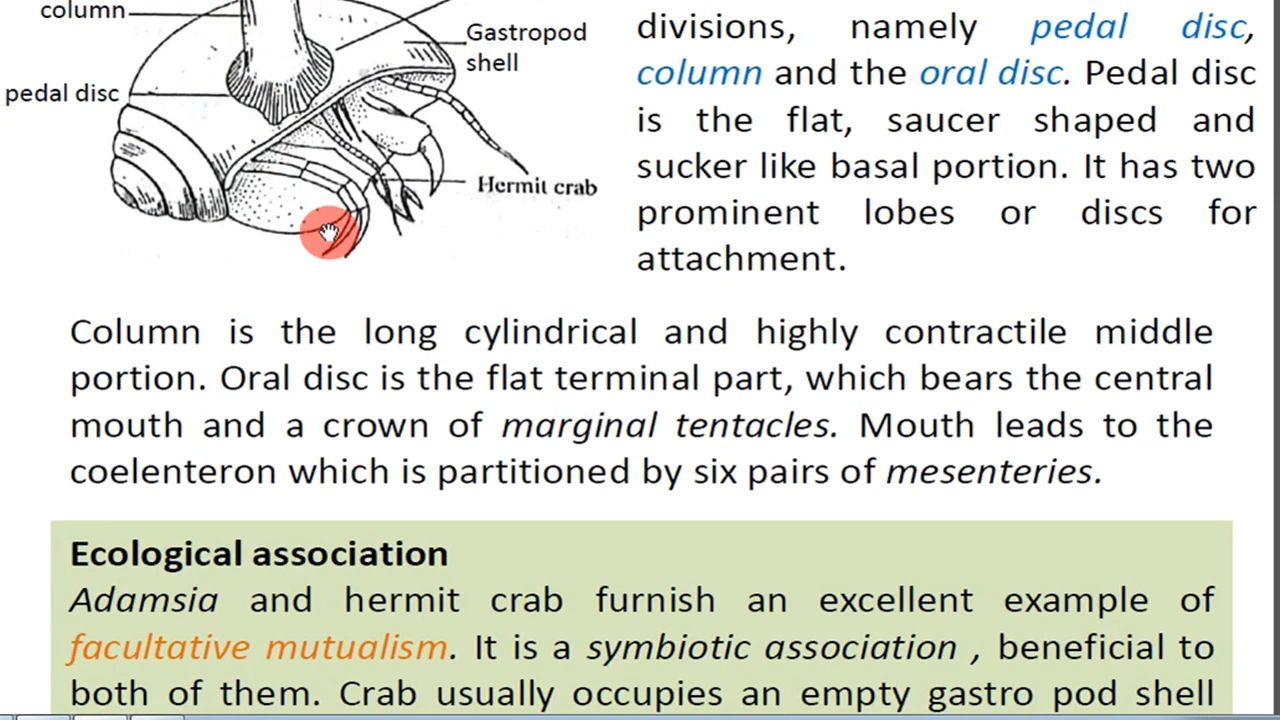 column
Gastropod
shell
pedal disc
Hermit crab
divisions, namely pedal disc,
column and the oral disc. Pedal disc
is the flat, saucer shaped and
sucker like basal portion. It has two
prominent lobes or discs for
attachment.
Column is the long cylindrical and highly contractile middle
portion. Oral disc is the flat terminal part, which bears the central
mouth and a crown of marginal tentacles. Mouth leads to the
coelenteron which is partitioned by six pairs of mesenteries.
Ecological association
Adamsia and hermit crab furnish an excellent example of
facultative mutualism. It is a symbiotic association , beneficial to
both of them. Crab usually occupies an empty gastro pod shell